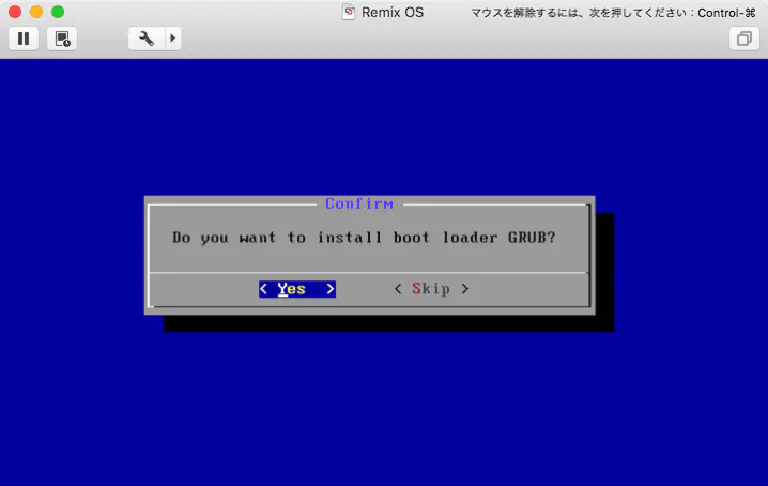 Remix OS
マウスを解除するには、次を押してください：Control-⌘
Confirm
Do you want to install boot loader GRUB?
< Yes > < Skip >